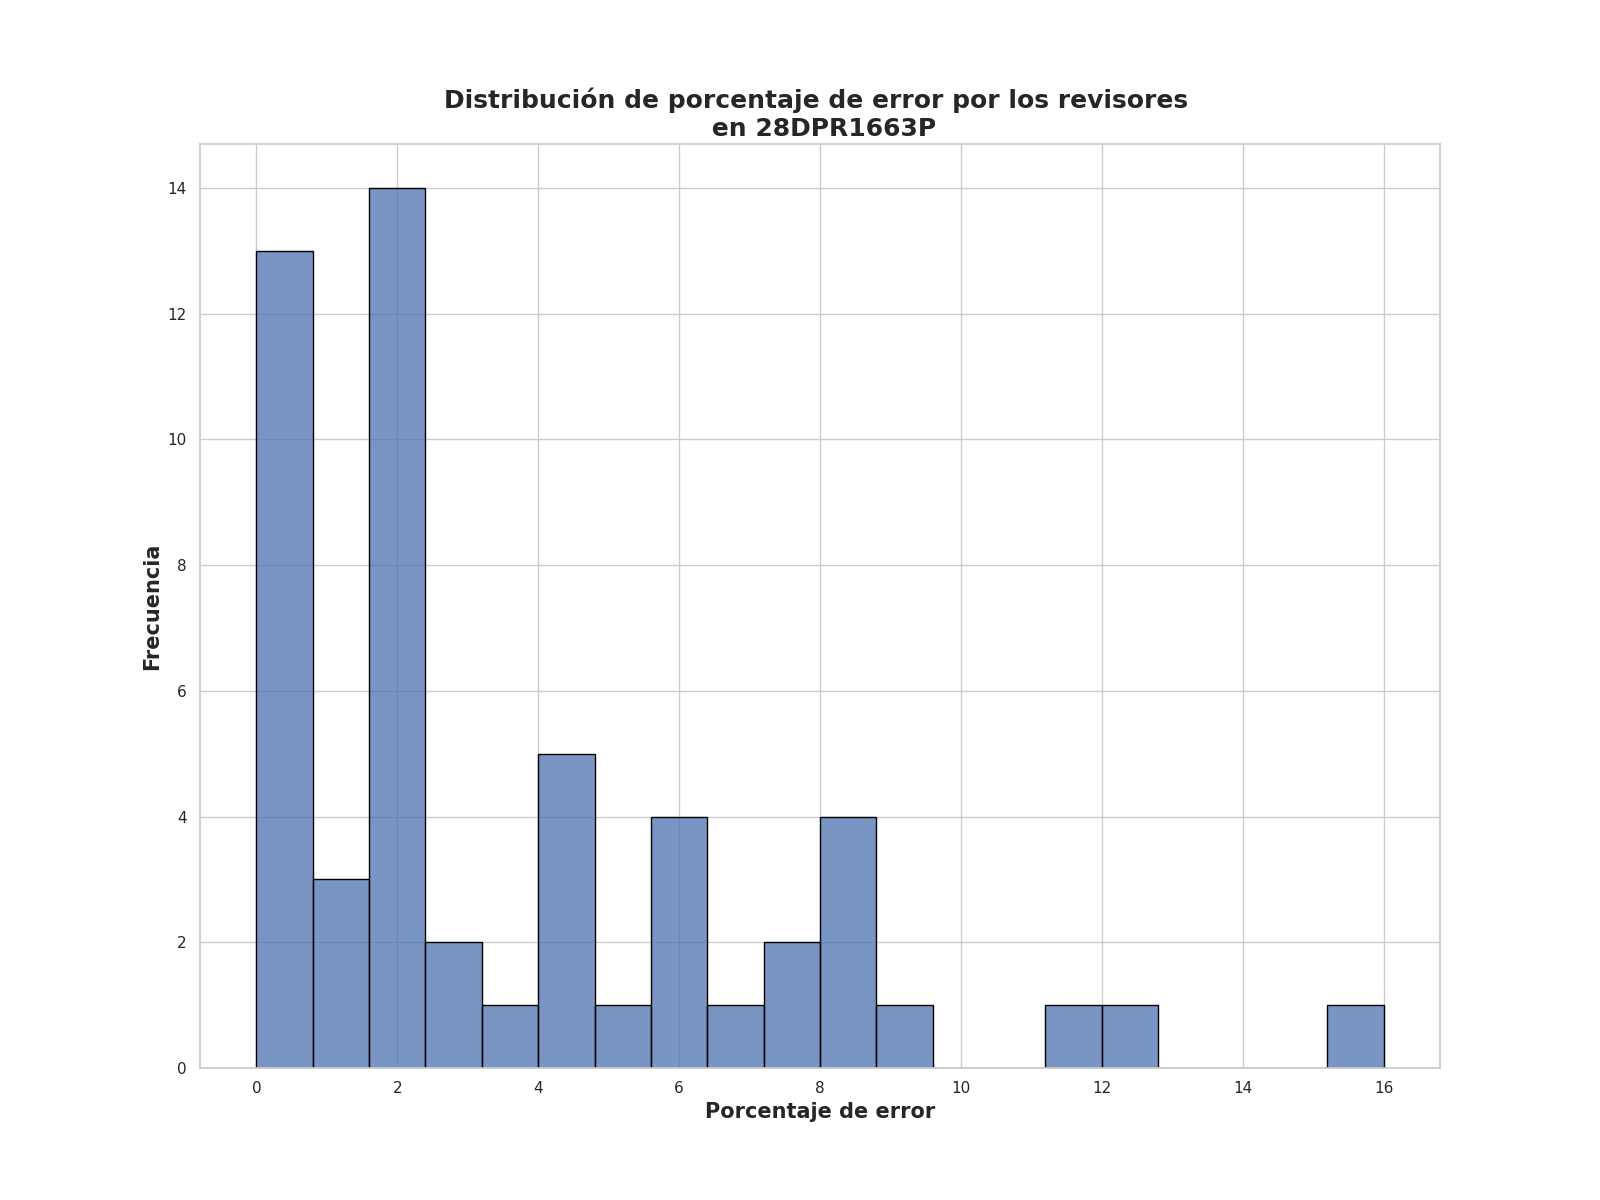 Distribución de porcentaje de error por los revisores
en 28DPR1663P
14
12
10
8
6
4
2
0
Frecuencia
0 2 4 6 8 10 12 14 16
Porcentaje de error